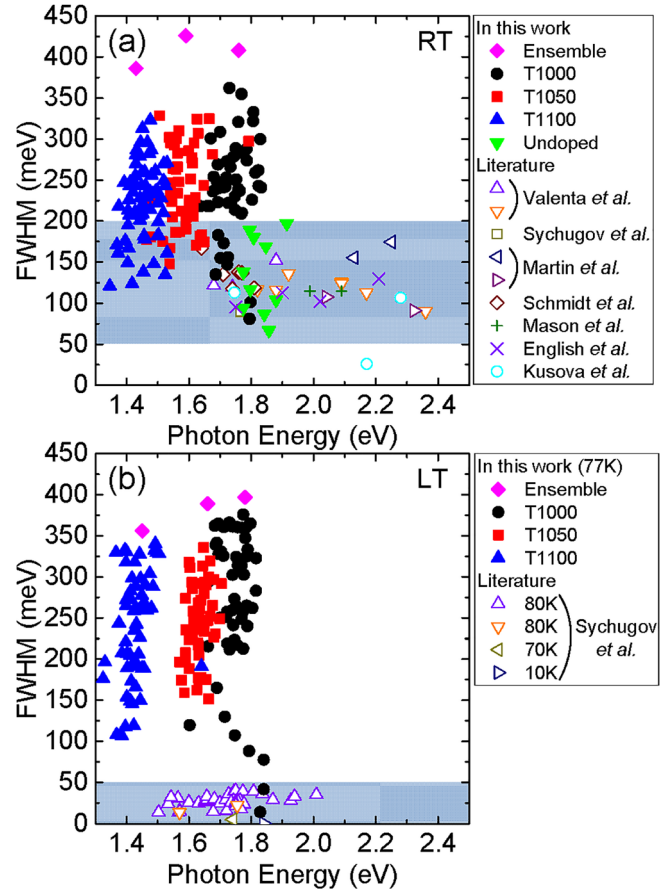 (a)
RT
450
400
350
300
250
200
150
100
50
0
FWHM (meV)
1.4 1.6 1.8 2.0 2.2 2.4
Photon Energy (eV)
In this work
Ensemble
T1000
T1050
T1100
Undoped
Literature
Valenta et al.
Sychugov et al.
Martin et al.
Schmidt et al.
Mason et al.
English et al.
Kusova et al.
(b)
LT
450
400
350
300
250
200
150
100
50
0
FWHM (meV)
1.4 1.6 1.8 2.0 2.2 2.4
Photon Energy (eV)
In this work (77K)
Ensemble
T1000
T1050
T1100
Literature
80K
80K
70K
10K
Sychugov
et al.